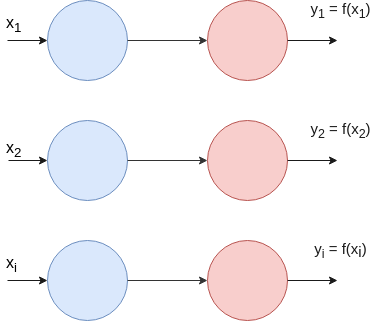 x₁
y₁ = f(x₁)
x₂
y₂ = f(x₂)
xᵢ
yᵢ = f(xᵢ)